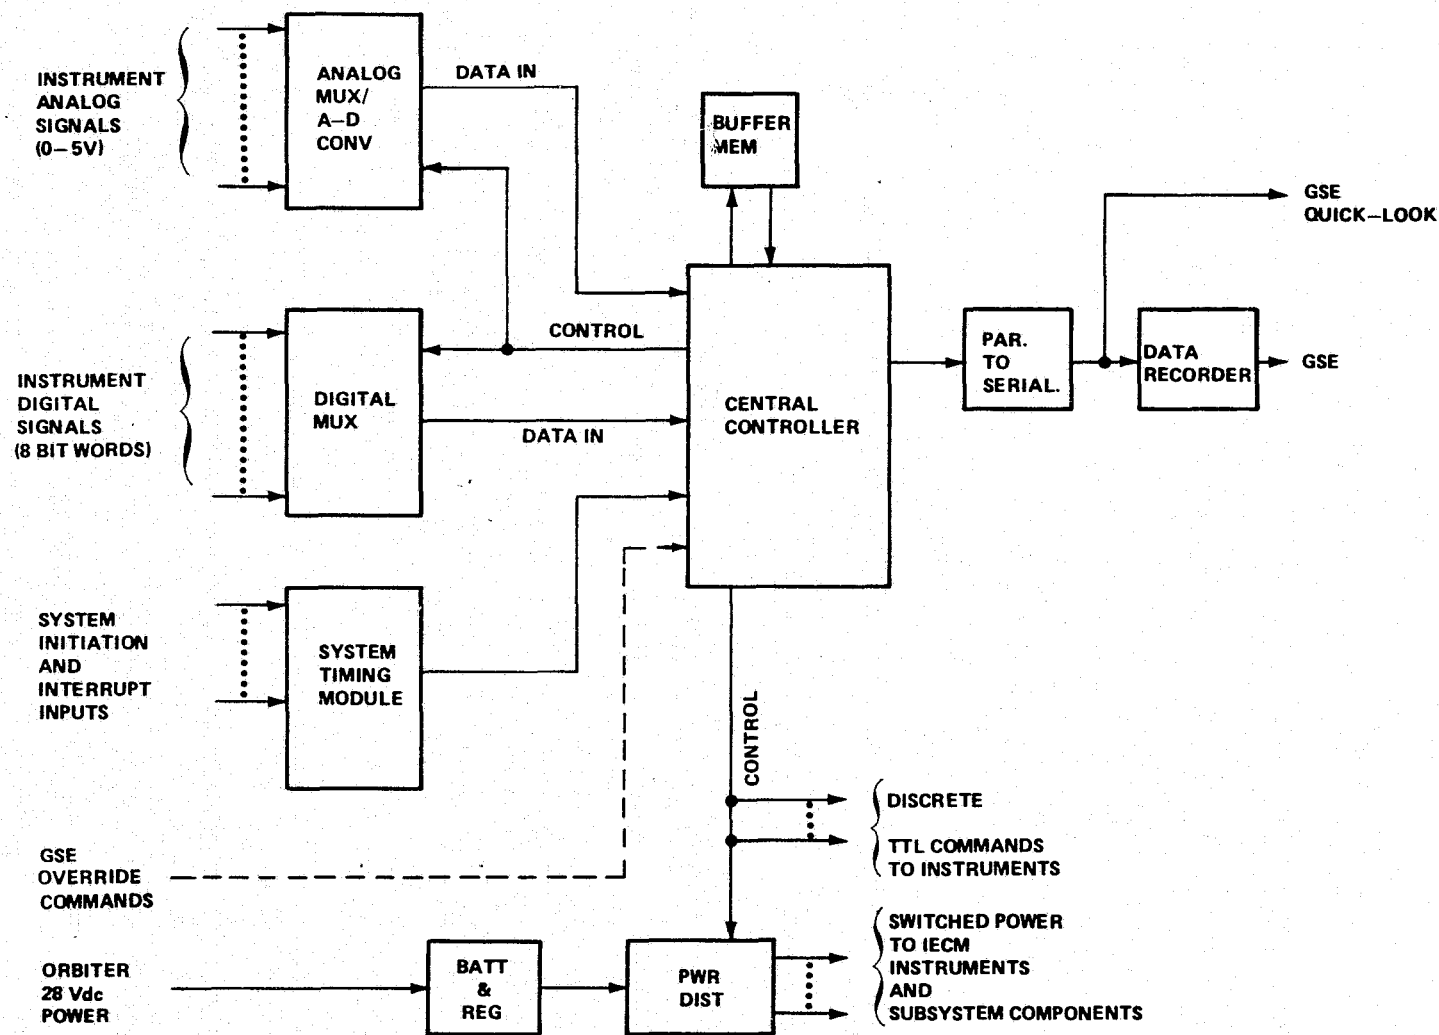 INSTRUMENT
ANALOG
SIGNALS
(0–5V)
ANALOG
MUX/
A–D
CONV
DATA IN
BUFFER
MEM
GSE
QUICK–LOOK
INSTRUMENT
DIGITAL
SIGNALS
(8 BIT WORDS)
DIGITAL
MUX
CONTROL
DATA IN
CENTRAL
CONTROLLER
PAR.
TO
SERIAL.
DATA
RECORDER
GSE
SYSTEM
INITIATION
AND
INTERRUPT
INPUTS
SYSTEM
TIMING
MODULE
CONTROL
DISCRETE
TTL COMMANDS
TO INSTRUMENTS
GSE
OVERRIDE
COMMANDS
ORBITER
28 Vdc
POWER
BATT
&
REG
PWR
DIST
SWITCHED POWER
TO IECM
INSTRUMENTS
AND
SUBSYSTEM COMPONENTS